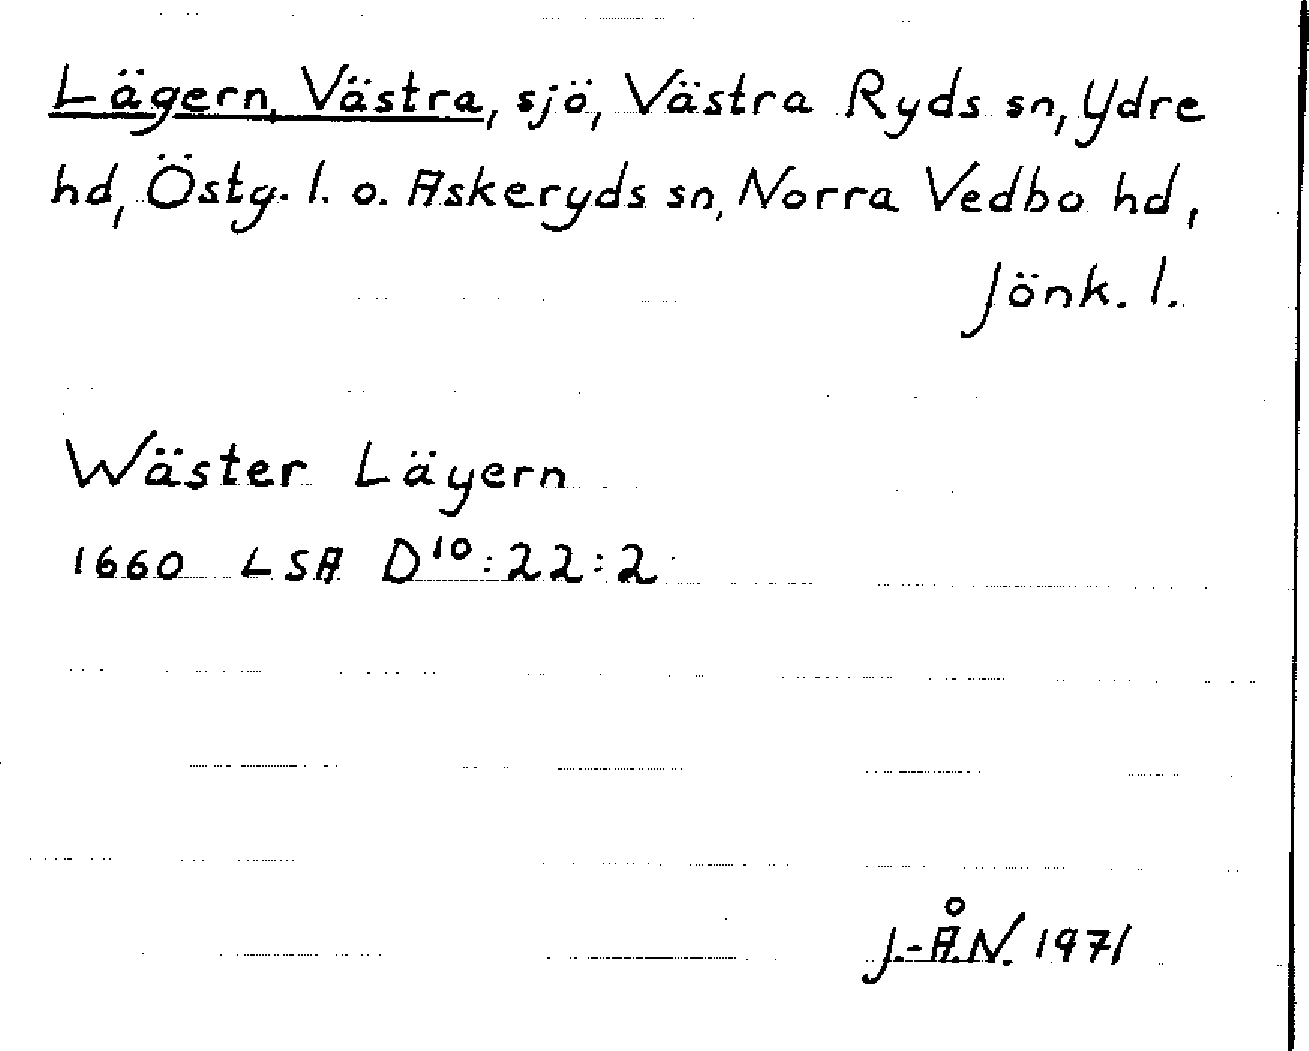 Lägern, Västra, sjö, Västra Ryds sn, Ydre
hd, Östg. l. o. Askeryds sn, Norra Vedbo hd,
Jönk. l.
Wäster Läyern
1660 LSA D¹⁰:22:2
J.-Å.N. 1971